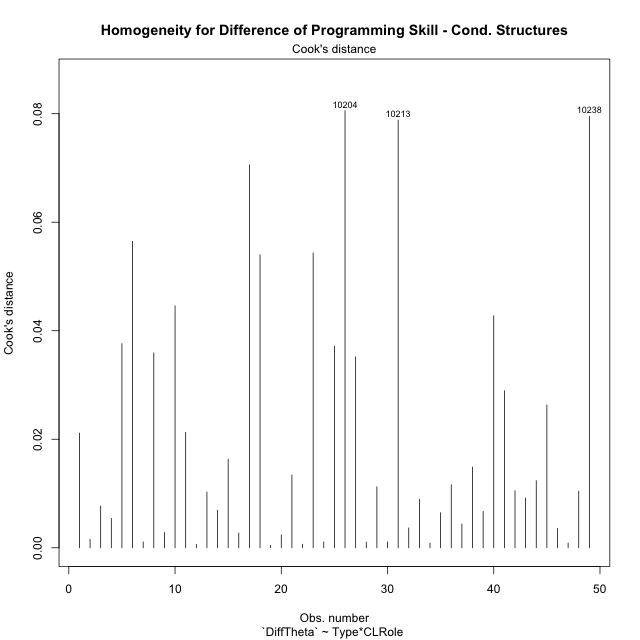 Homogeneity for Difference of Programming Skill - Cond. Structures
Cook's distance
10204
10213
10238
Cook's distance
0.08
0.06
0.04
0.02
0.00
0 10 20 30 40 50
Obs. number
`DiffTheta` ~ Type*CLRole